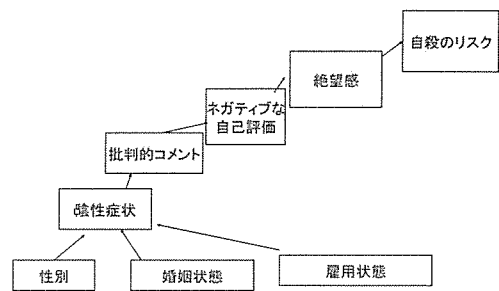 自殺のリスク
絶望感
ネガティブな
自己評価
批判的コメント
陰性症状
性別
婚姻状態
雇用状態